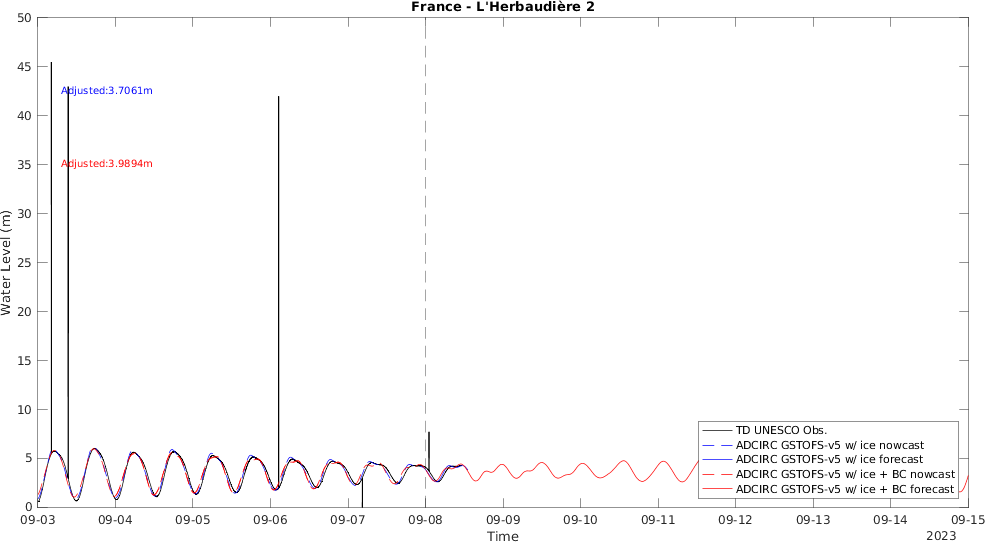 France - L'Herbaudière 2
50
45
40
35
30
25
20
15
10
5
0
Water Level (m)
Adjusted:3.7061m
Adjusted:3.9894m
TD UNESCO Obs.
ADCIRC GSTOFS-v5 w/ ice nowcast
ADCIRC GSTOFS-v5 w/ ice forecast
ADCIRC GSTOFS-v5 w/ ice + BC nowcast
ADCIRC GSTOFS-v5 w/ ice + BC forecast
09-03 09-04 09-05 09-06 09-07 09-08 09-09 09-10 09-11 09-12 09-13 09-14 09-15
Time
2023